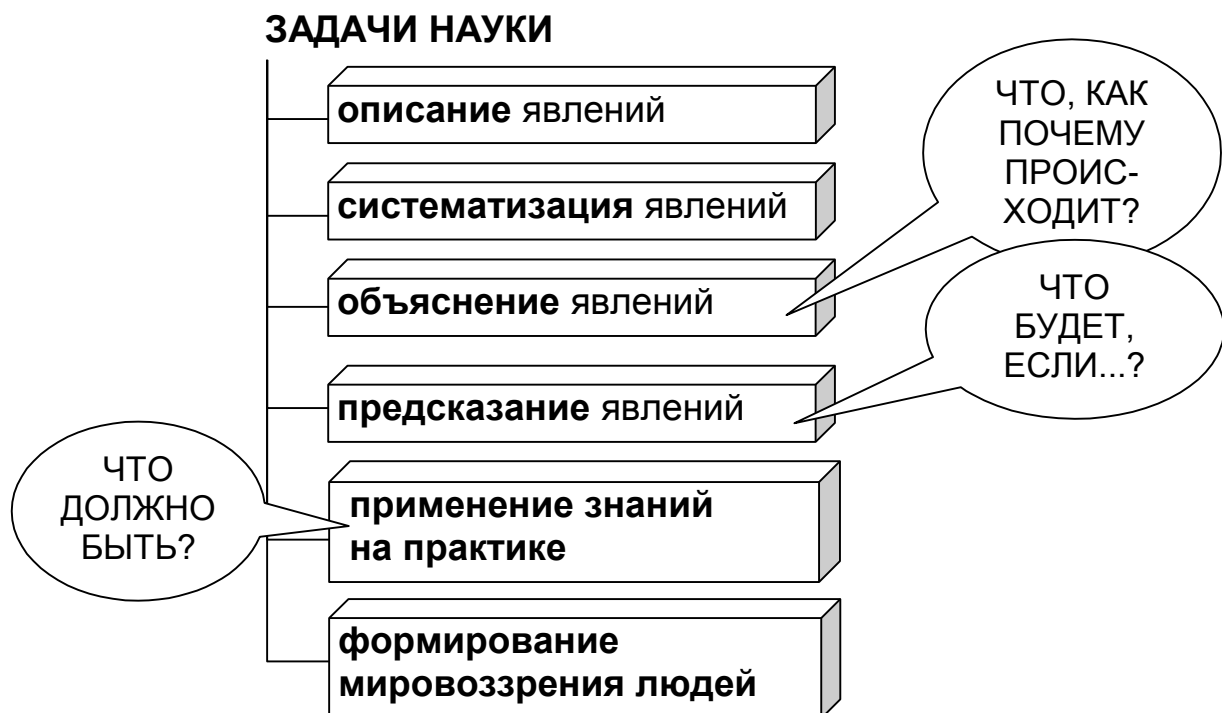 ЗАДАЧИ НАУКИ
описание явлений
систематизация явлений
объяснение явлений
ЧТО, КАК
ПОЧЕМУ
ПРОИС-
ХОДИТ?
предсказание явлений
ЧТО
БУДЕТ,
ЕСЛИ...?
применение знаний
на практике
ЧТО
ДОЛЖНО
БЫТЬ?
формирование
мировоззрения людей